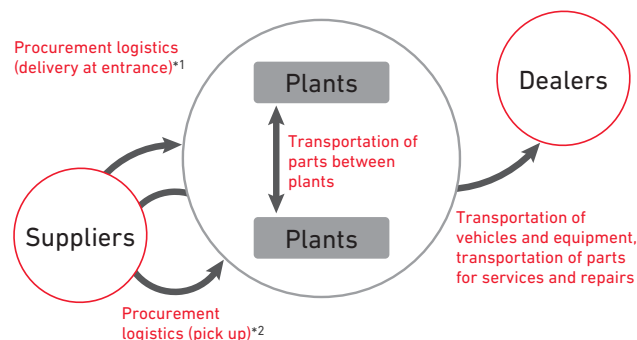 Procurement logistics
(delivery at entrance)*1
Plants
Dealers
Transportation of
parts between
plants
Plants
Suppliers
Transportation of
vehicles and equipment,
transportation of parts
for services and repairs
Procurement
logistics (pick up)*2